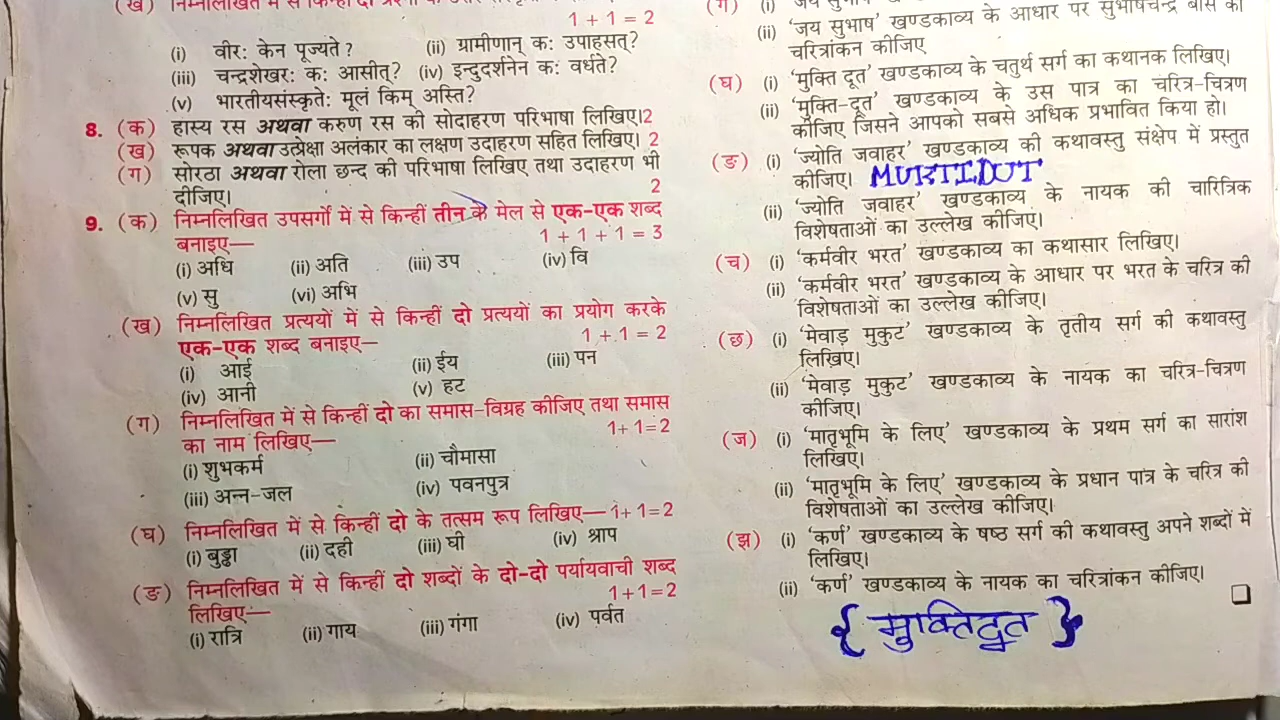 (ख) निम्नलिखित में से किन्हीं दो
1 + 1 = 2
(i) वीरः केन पूज्यते ? (ii) ग्रामीणान् कः उपाहसत्?
(iii) चन्द्रशेखरः कः आसीत्? (iv) इन्दुदर्शनेन कः वर्धते?
(v) भारतीयसंस्कृतेः मूलं किम् अस्ति?
8. (क) हास्य रस अथवा करुण रस की सोदाहरण परिभाषा लिखिए।2
(ख) रूपक अथवा उत्प्रेक्षा अलंकार का लक्षण उदाहरण सहित लिखिए। 2
(ग) सोरठा अथवा रोला छन्द की परिभाषा लिखिए तथा उदाहरण भी
दीजिए। 2
9. (क) निम्नलिखित उपसर्गों में से किन्हीं तीन के मेल से एक-एक शब्द
बनाइए— 1 + 1 + 1 = 3
(i) अधि (ii) अति (iii) उप (iv) वि
(v) सु (vi) अभि
(ख) निम्नलिखित प्रत्ययों में से किन्हीं दो प्रत्ययों का प्रयोग करके
एक-एक शब्द बनाइए— 1 + 1 = 2
(i) आई (ii) ईय (iii) पन
(iv) आनी (v) हट
(ग) निम्नलिखित में से किन्हीं दो का समास-विग्रह कीजिए तथा समास
का नाम लिखिए— 1+1=2
(i) शुभकर्म (ii) चौमासा
(iii) अन्न-जल (iv) पवनपुत्र
(घ) निम्नलिखित में से किन्हीं दो के तत्सम रूप लिखिए— 1+1=2
(i) बुड्ढा (ii) दही (iii) घी (iv) श्राप
(ङ) निम्नलिखित में से किन्हीं दो शब्दों के दो-दो पर्यायवाची शब्द
लिखिए:— 1+1=2
(i) रात्रि (ii) गाय (iii) गंगा (iv) पर्वत
(ग) (i) 'जय सुभाष'
(ii) 'जय सुभाष' खण्डकाव्य के आधार पर सुभाषचन्द्र बोस का
चरित्रांकन कीजिए
(घ) (i) 'मुक्ति दूत' खण्डकाव्य के चतुर्थ सर्ग का कथानक लिखिए।
(ii) 'मुक्ति-दूत' खण्डकाव्य के उस पात्र का चरित्र-चित्रण
कीजिए जिसने आपको सबसे अधिक प्रभावित किया हो।
(ङ) (i) 'ज्योति जवाहर' खण्डकाव्य की कथावस्तु संक्षेप में प्रस्तुत
कीजिए। MUKTI.DUT
(ii) 'ज्योति जवाहर' खण्डकाव्य के नायक की चारित्रिक
विशेषताओं का उल्लेख कीजिए।
(च) (i) 'कर्मवीर भरत' खण्डकाव्य का कथासार लिखिए।
(ii) 'कर्मवीर भरत' खण्डकाव्य के आधार पर भरत के चरित्र की
विशेषताओं का उल्लेख कीजिए।
(छ) (i) 'मेवाड़ मुकुट' खण्डकाव्य के तृतीय सर्ग की कथावस्तु
लिखिए।
(ii) 'मेवाड़ मुकुट' खण्डकाव्य के नायक का चरित्र-चित्रण
कीजिए।
(ज) (i) 'मातृभूमि के लिए' खण्डकाव्य के प्रथम सर्ग का सारांश
लिखिए।
(ii) 'मातृभूमि के लिए' खण्डकाव्य के प्रधान पात्र के चरित्र की
विशेषताओं का उल्लेख कीजिए।
(झ) (i) 'कर्ण' खण्डकाव्य के षष्ठ सर्ग की कथावस्तु अपने शब्दों में
लिखिए।
(ii) 'कर्ण' खण्डकाव्य के नायक का चरित्रांकन कीजिए।
{ मुक्तिदूत }